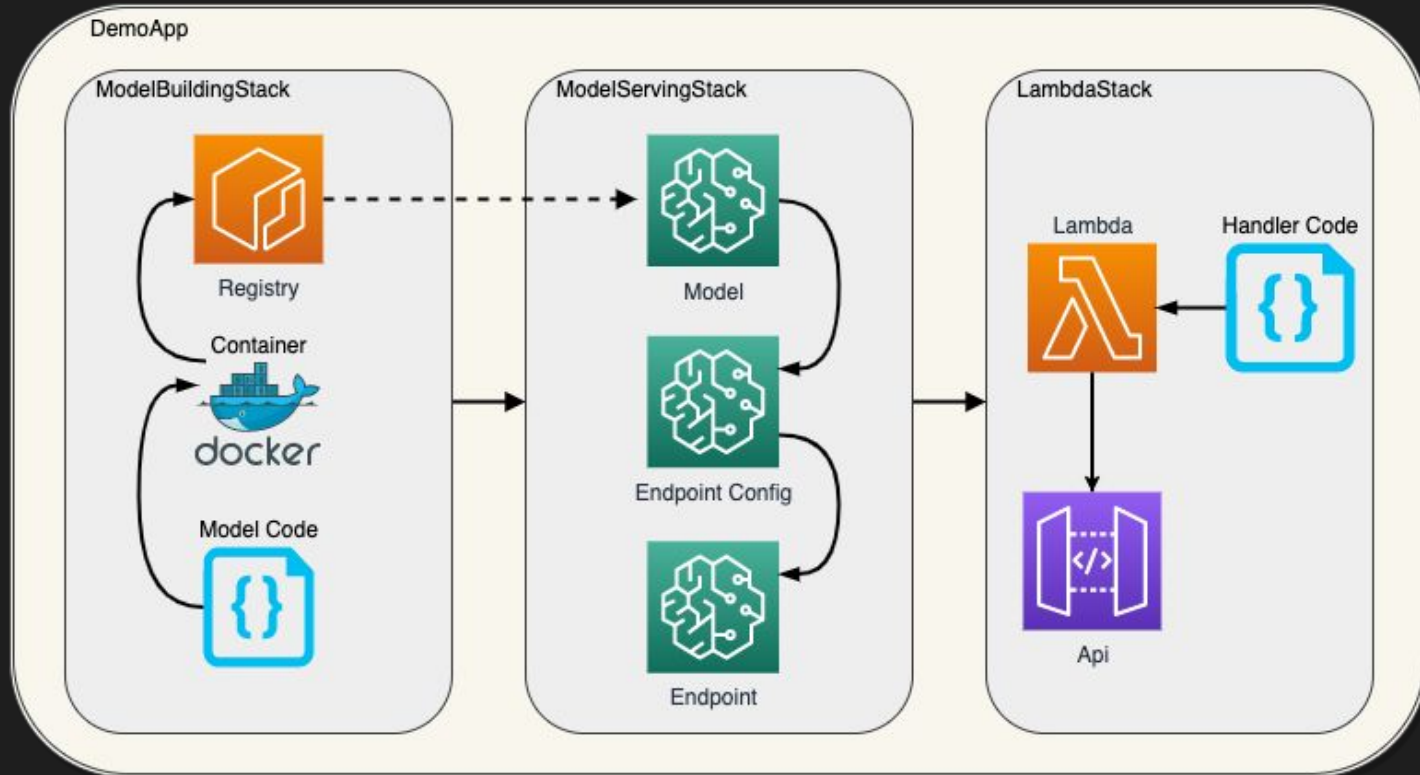 DemoApp
ModelBuildingStack
Registry
Container
docker
Model Code
ModelServingStack
Model
Endpoint Config
Endpoint
LambdaStack
Lambda
Handler Code
{}
Api